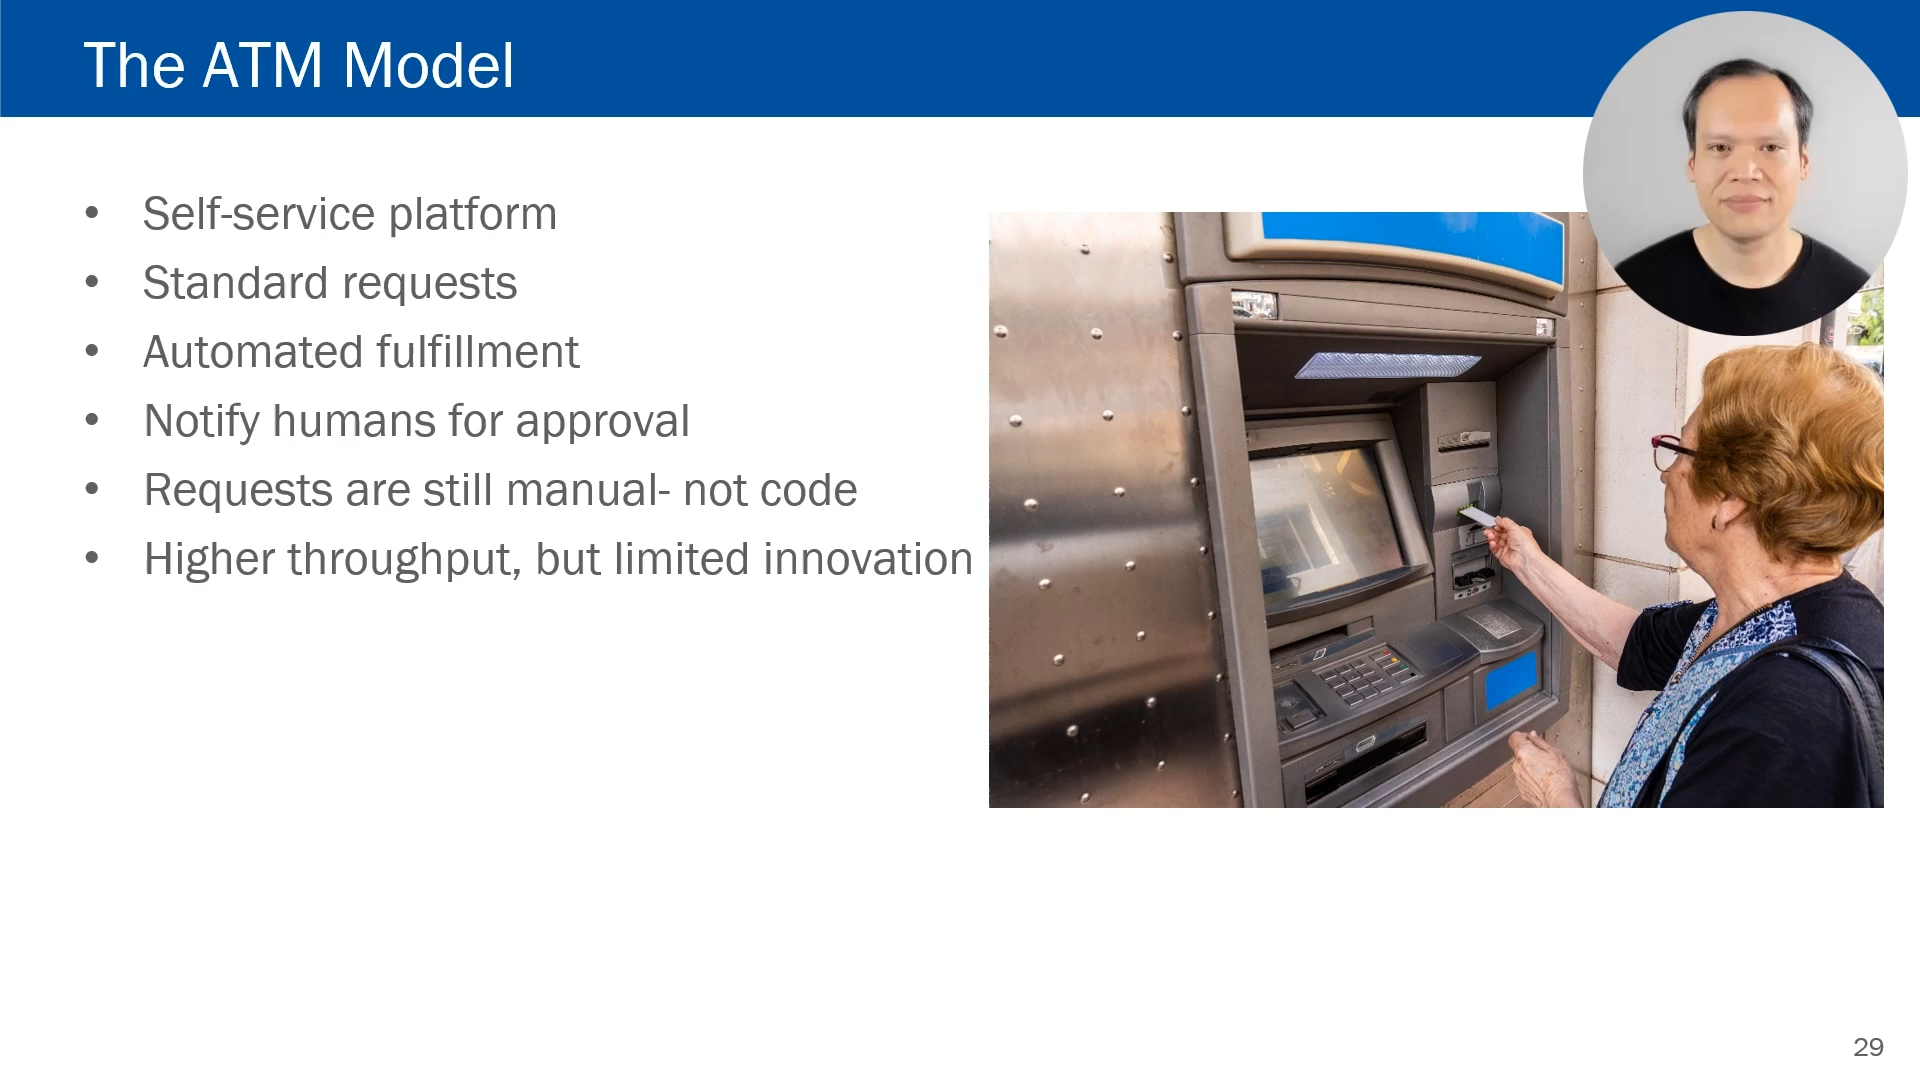 The ATM Model
• Self-service platform
• Standard requests
• Automated fulfillment
• Notify humans for approval
• Requests are still manual- not code
• Higher throughput, but limited innovation
29